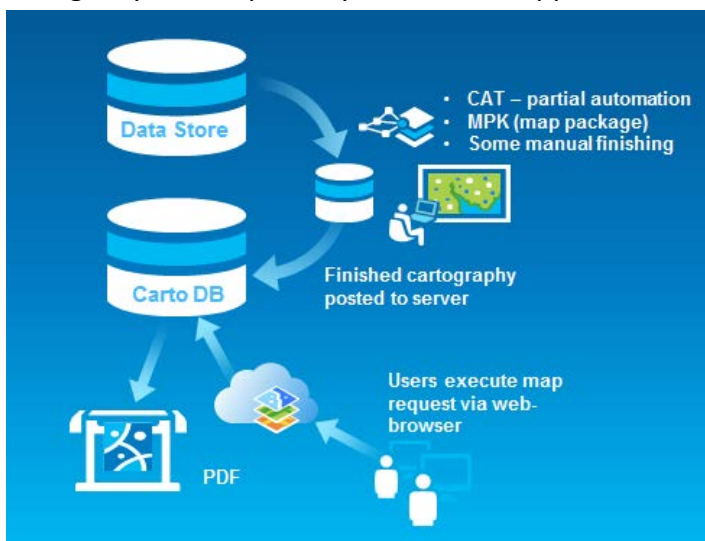 Data Store
• CAT – partial automation
• MPK (map package)
• Some manual finishing
Carto DB
Finished cartography
posted to server
Users execute map
request via web-
browser
PDF